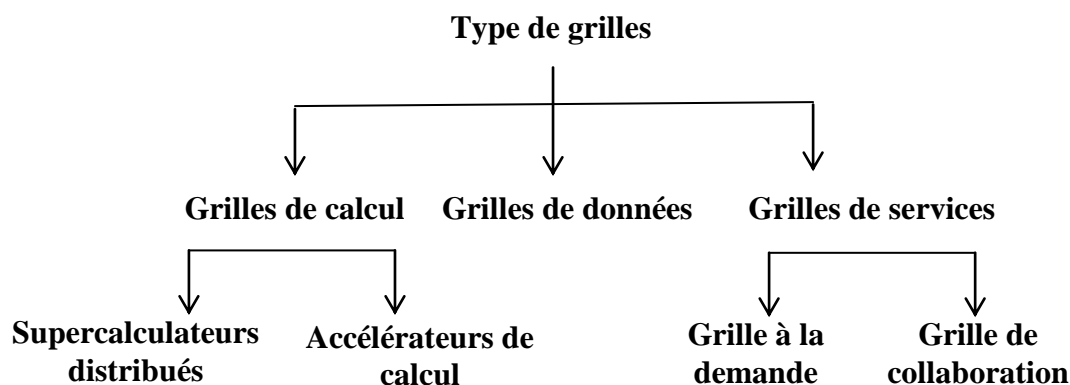 Type de grilles
Grilles de calcul
Grilles de données
Grilles de services
Supercalculateurs
distribués
Accélérateurs de
calcul
Grille à la
demande
Grille de
collaboration